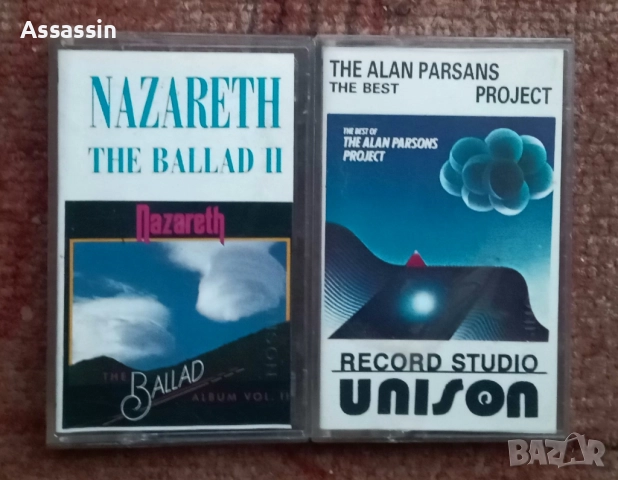 Assassin
NAZARETH
THE BALLAD II
Nazareth
THE
BALLAD
ALBUM VOL. II
THE ALAN PARSANS
THE BEST
PROJECT
THE BEST OF
THE ALAN PARSONS
PROJECT
RECORD STUDIO
unison
BAZAR